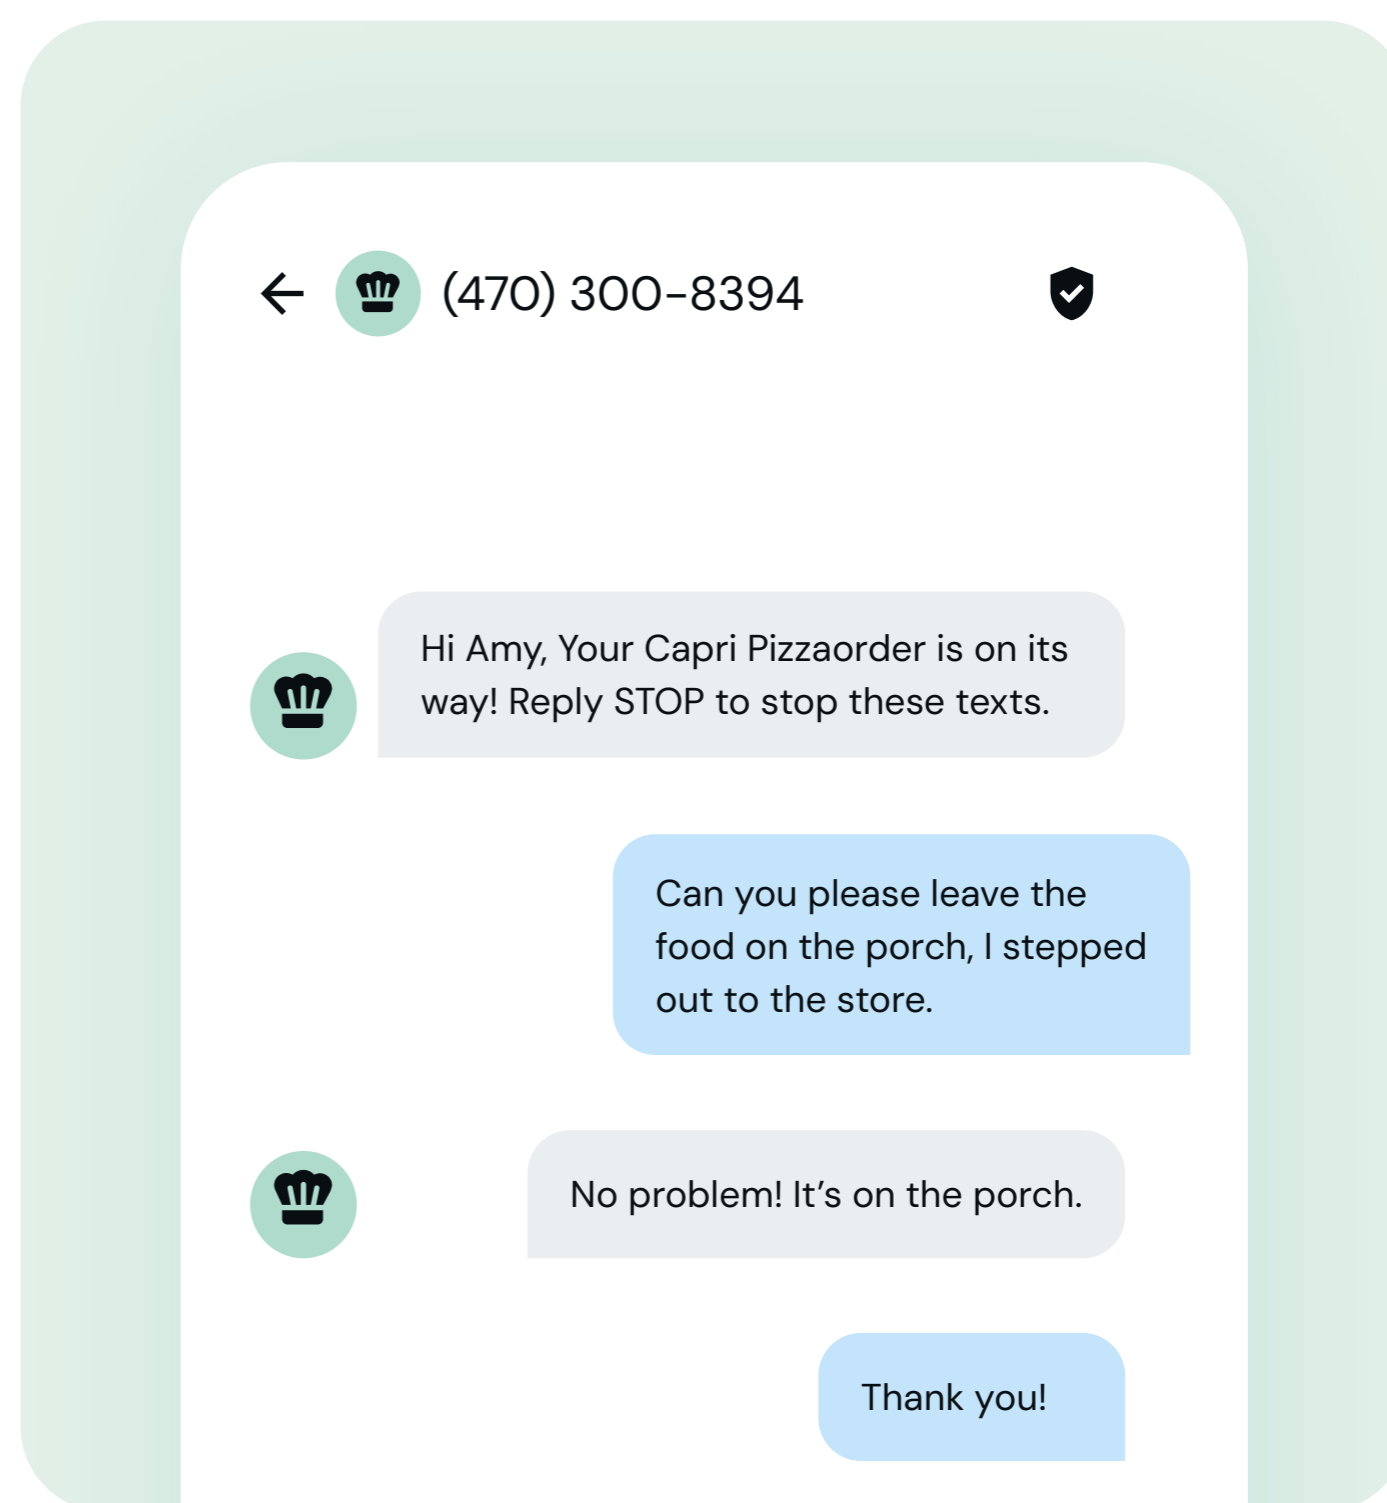 (470) 300-8394
Hi Amy, Your Capri Pizzaorder is on its
way! Reply STOP to stop these texts.
Can you please leave the
food on the porch, I stepped
out to the store.
No problem! It’s on the porch.
Thank you!